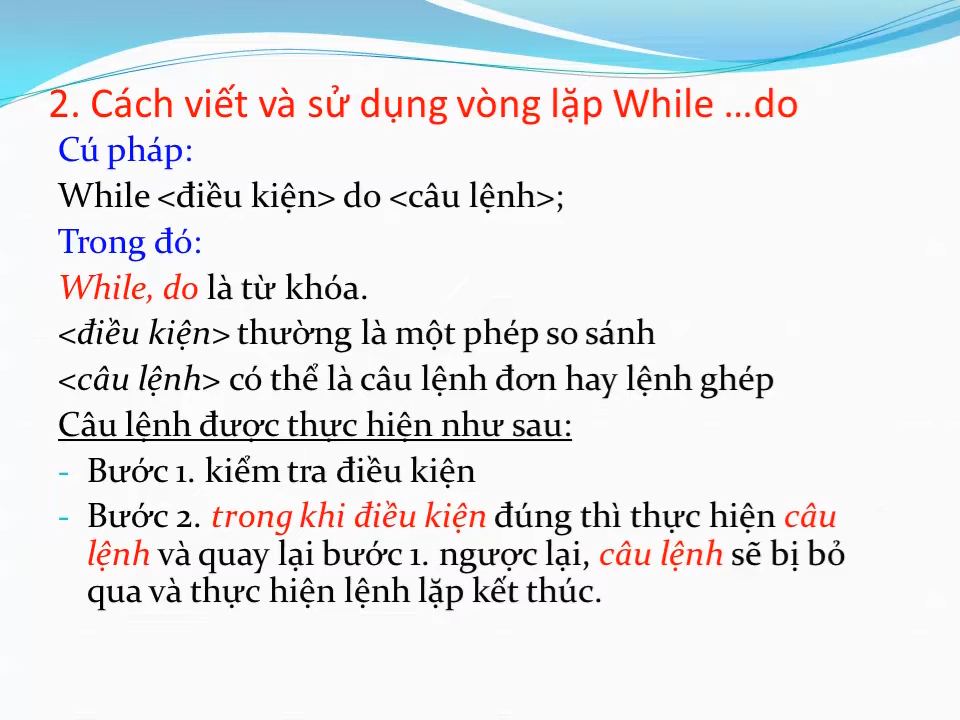 2. Cách viết và sử dụng vòng lặp While ...do
Cú pháp:
While <điều kiện> do <câu lệnh>;
Trong đó:
While, do là từ khóa.
<điều kiện> thường là một phép so sánh
<câu lệnh> có thể là câu lệnh đơn hay lệnh ghép
Câu lệnh được thực hiện như sau:
- Bước 1. kiểm tra điều kiện
- Bước 2. trong khi điều kiện đúng thì thực hiện câu
lệnh và quay lại bước 1. ngược lại, câu lệnh sẽ bị bỏ
qua và thực hiện lệnh lặp kết thúc.